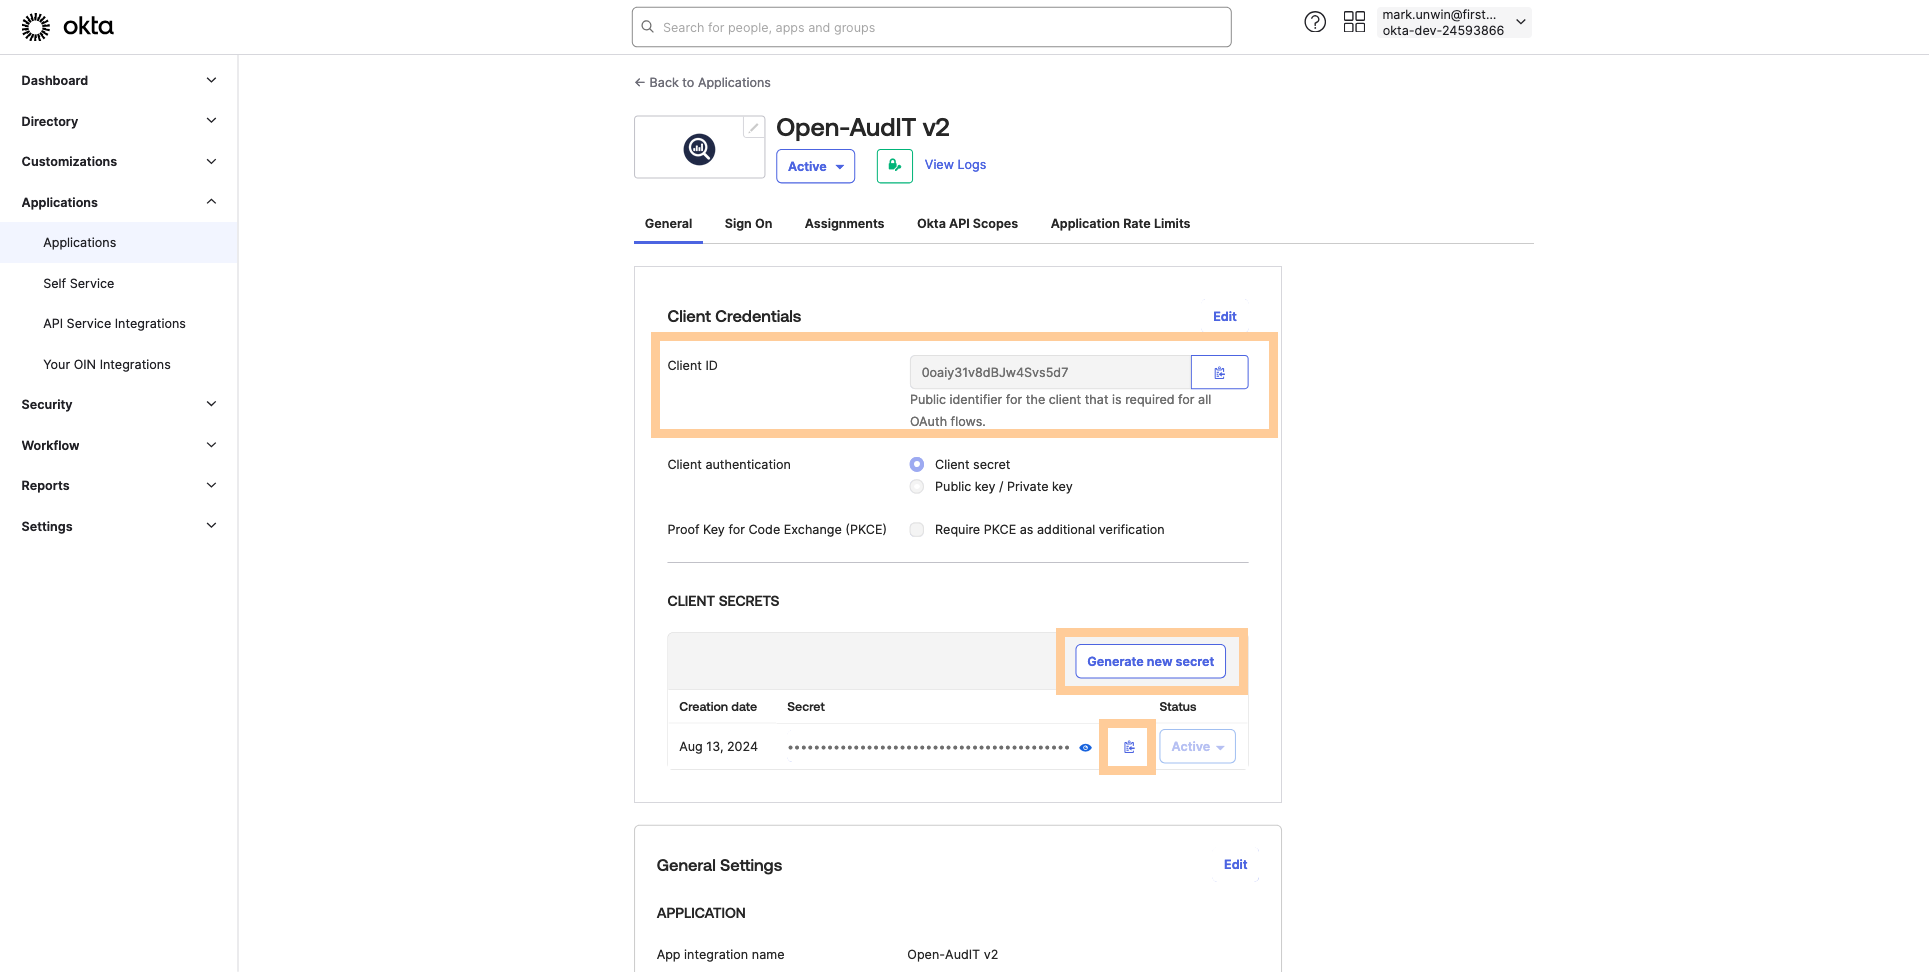 okta
Search for people, apps and groups
mark.unwin@first...
okta-dev-24593866
Dashboard
Directory
Customizations
Applications
Applications
Self Service
API Service Integrations
Your OIN Integrations
Security
Workflow
Reports
Settings
← Back to Applications
Open-AudIT v2
Active
View Logs
General
Sign On
Assignments
Okta API Scopes
Application Rate Limits
Client Credentials
Edit
Client ID
0oaiy31v8dBJw4Svs5d7
Public identifier for the client that is required for all
OAuth flows.
Client authentication
Client secret
Public key / Private key
Proof Key for Code Exchange (PKCE)
Require PKCE as additional verification
CLIENT SECRETS
Generate new secret
Creation date
Secret
Status
Aug 13, 2024
Active
General Settings
Edit
APPLICATION
App integration name
Open-AudIT v2